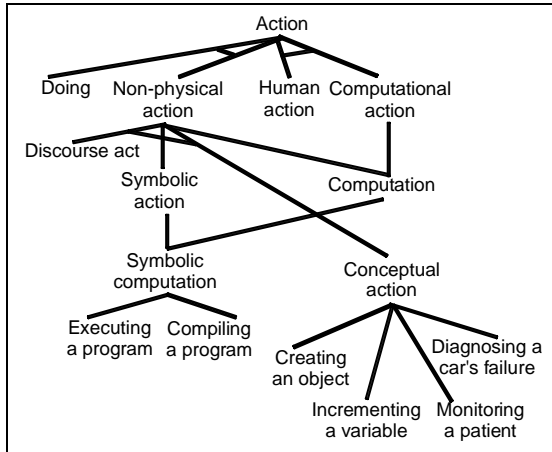 Action
Doing
Non-physical
action
Human
action
Computational
action
Discourse act
Symbolic
action
Computation
Symbolic
computation
Conceptual
action
Executing
a program
Compiling
a program
Creating
an object
Diagnosing a
car's failure
Incrementing
a variable
Monitoring
a patient